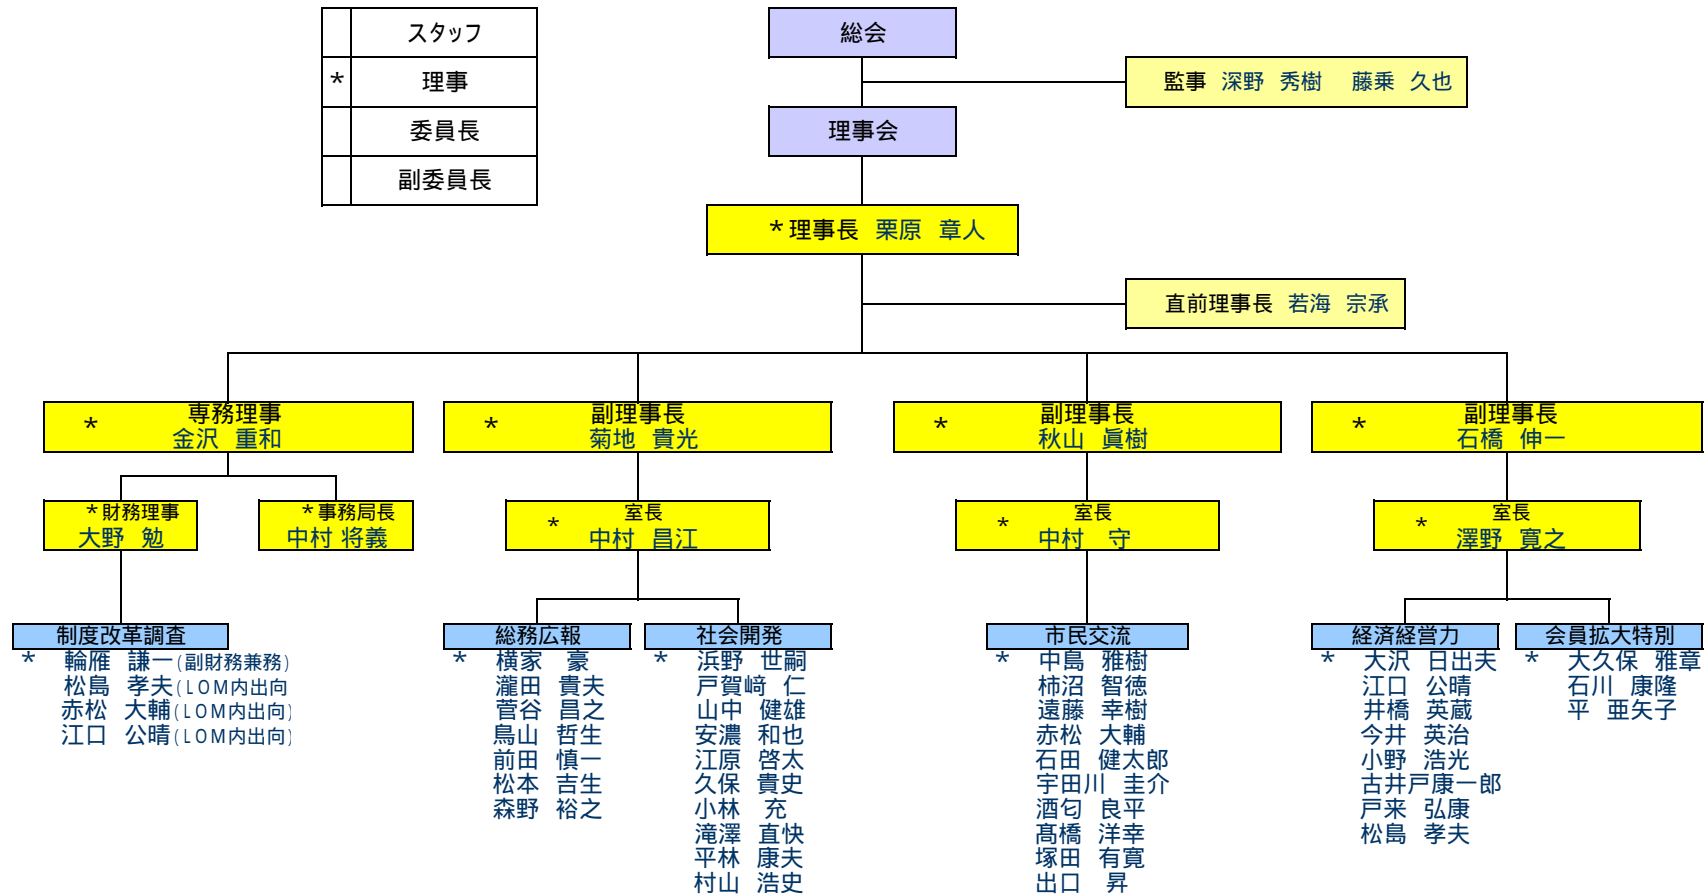 スタッフ
* 理事
委員長
副委員長
総会
監事 深野 秀樹 藤乗 久也
理事会
*理事長 栗原 章人
直前理事長 若海 宗承
* 専務理事
金沢 重和
* 副理事長
菊地 貴光
* 副理事長
秋山 眞樹
* 副理事長
石橋 伸一
*財務理事
大野 勉
*事務局長
中村 将義
* 室長
中村 昌江
* 室長
中村 守
* 室長
澤野 寛之
制度改革調査
* 輪雁 謙一(副財務兼務)
松島 孝夫(LOM内出向
赤松 大輔(LOM内出向)
江口 公晴(LOM内出向)
総務広報
* 横家 豪
瀧田 貴夫
菅谷 昌之
鳥山 哲生
前田 慎一
松本 吉生
森野 裕之
社会開発
* 浜野 世嗣
戸賀﨑 仁
山中 健雄
安濃 和也
江原 啓太
久保 貴史
小林 充
滝澤 直快
平林 康夫
村山 浩史
市民交流
* 中島 雅樹
柿沼 智徳
遠藤 幸樹
赤松 大輔
石田 健太郎
宇田川 圭介
酒匂 良平
髙橋 洋幸
塚田 有寛
出口 昇
経済経営力
* 大沢 日出夫
江口 公晴
井橋 英蔵
今井 英治
小野 浩光
古井戸康一郎
戸来 弘康
松島 孝夫
会員拡大特別
* 大久保 雅章
石川 康隆
平 亜矢子